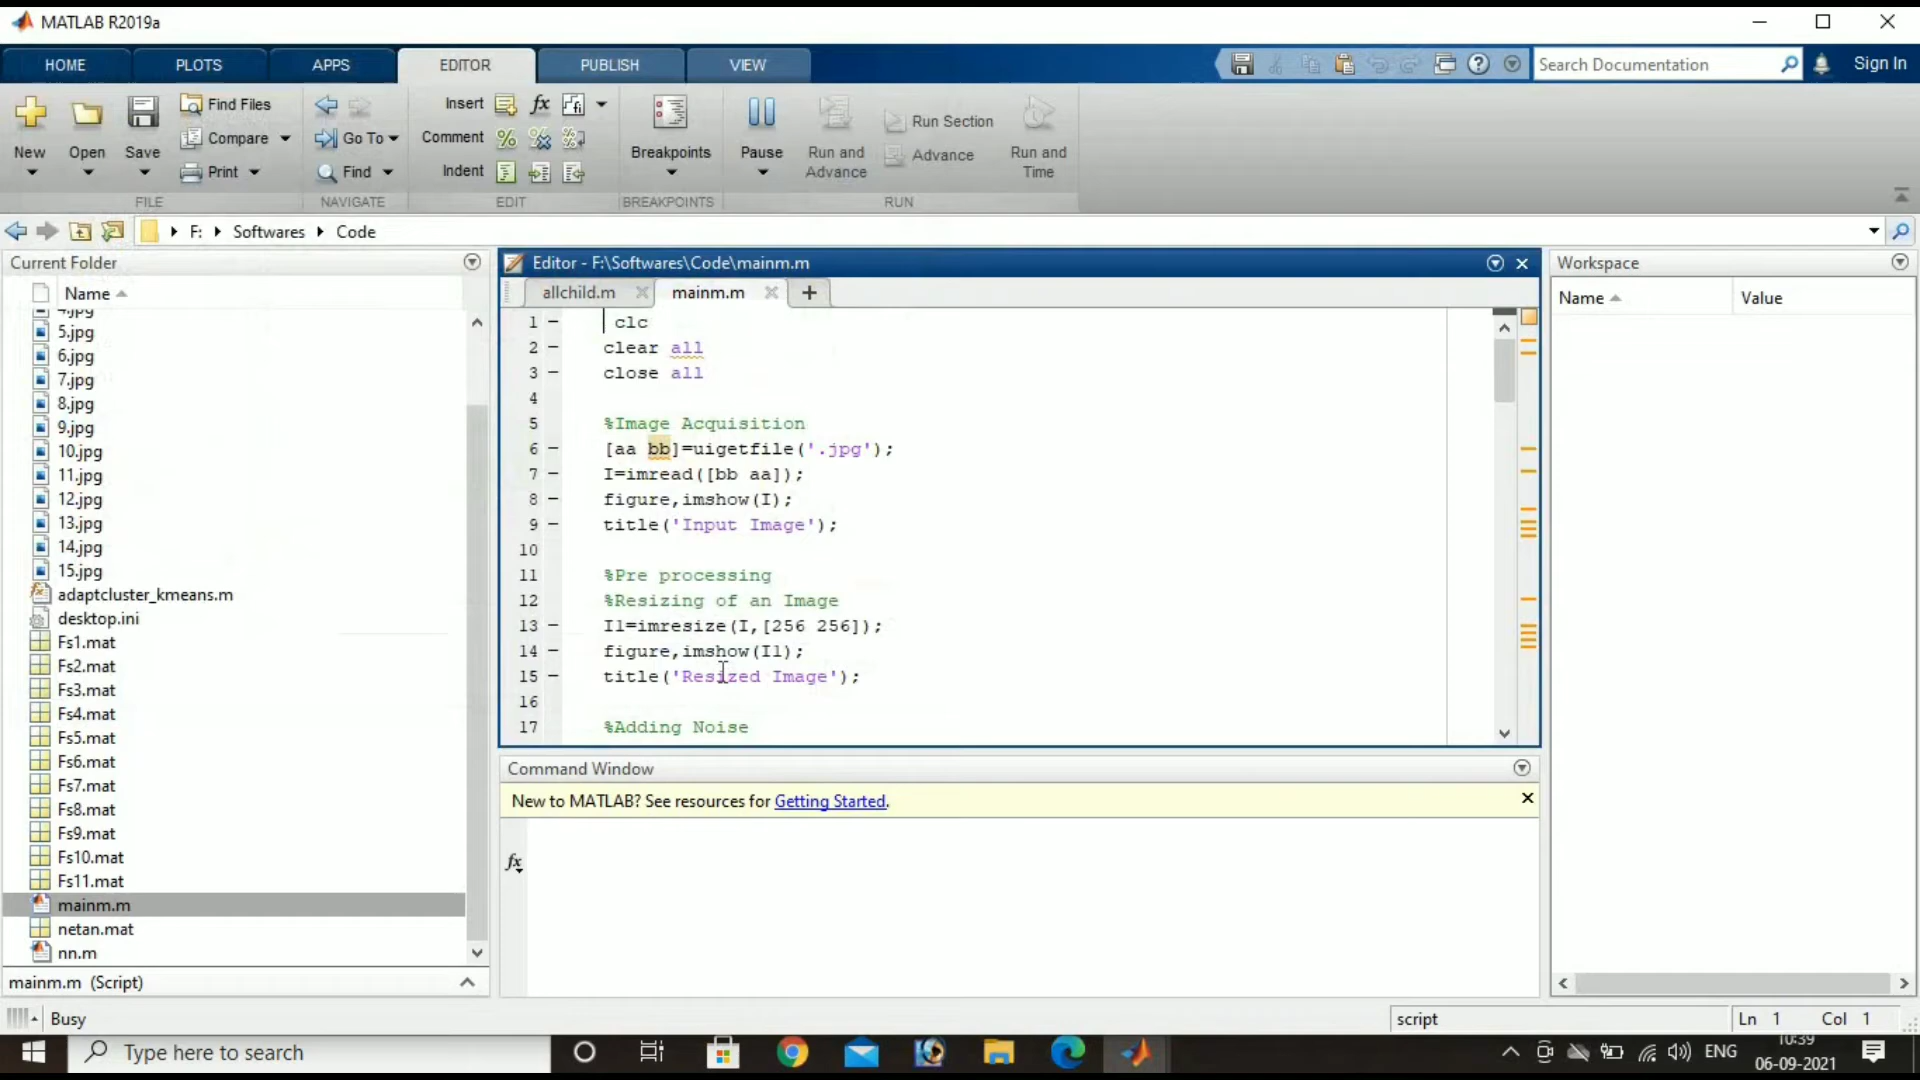 MATLAB R2019a
HOME PLOTS APPS EDITOR PUBLISH VIEW
Search Documentation
Sign In
New
Open
Save
Find Files
Compare
Print
FILE
Go To
Find
NAVIGATE
Insert
fx
Comment
Indent
EDIT
Breakpoints
BREAKPOINTS
Pause
Run and Advance
Run Section
Advance
Run and Time
RUN
F: Softwares Code
Current Folder
Name
4.jpg
5.jpg
6.jpg
7.jpg
8.jpg
9.jpg
10.jpg
11.jpg
12.jpg
13.jpg
14.jpg
15.jpg
adaptcluster_kmeans.m
desktop.ini
Fs1.mat
Fs2.mat
Fs3.mat
Fs4.mat
Fs5.mat
Fs6.mat
Fs7.mat
Fs8.mat
Fs9.mat
Fs10.mat
Fs11.mat
mainm.m
netan.mat
nn.m
mainm.m (Script)
Editor - F:\Softwares\Code\mainm.m
allchild.m mainm.m
1 clc
2 clear all
3 close all
4
5 %Image Acquisition
6 [aa bb]=uigetfile('.jpg');
7 I=imread([bb aa]);
8 figure,imshow(I);
9 title('Input Image');
10
11 %Pre processing
12 %Resizing of an Image
13 I1=imresize(I,[256 256]);
14 figure,imshow(I1);
15 title('Resized Image');
16
17 %Adding Noise
Command Window
New to MATLAB? See resources for Getting Started.
fx
Workspace
Name Value
Busy
script
Ln 1 Col 1
Type here to search
ENG
10:39
06-09-2021